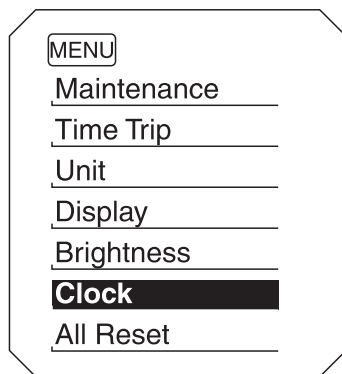 MENU
Maintenance
Time Trip
Unit
Display
Brightness
Clock
All Reset